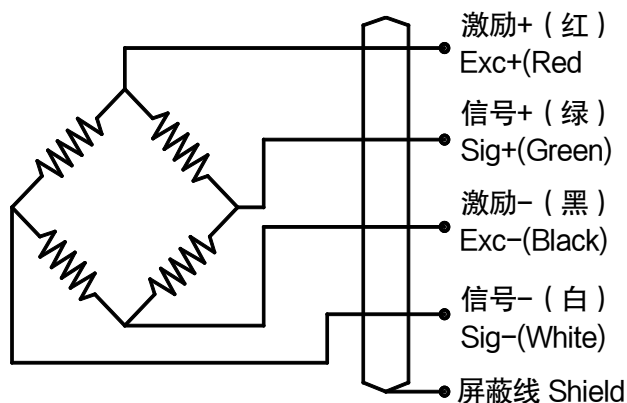 激励+（红）
Exc+(Red
信号+（绿）
Sig+(Green)
激励-（黑）
Exc-(Black)
信号-（白）
Sig-(White)
屏蔽线 Shield